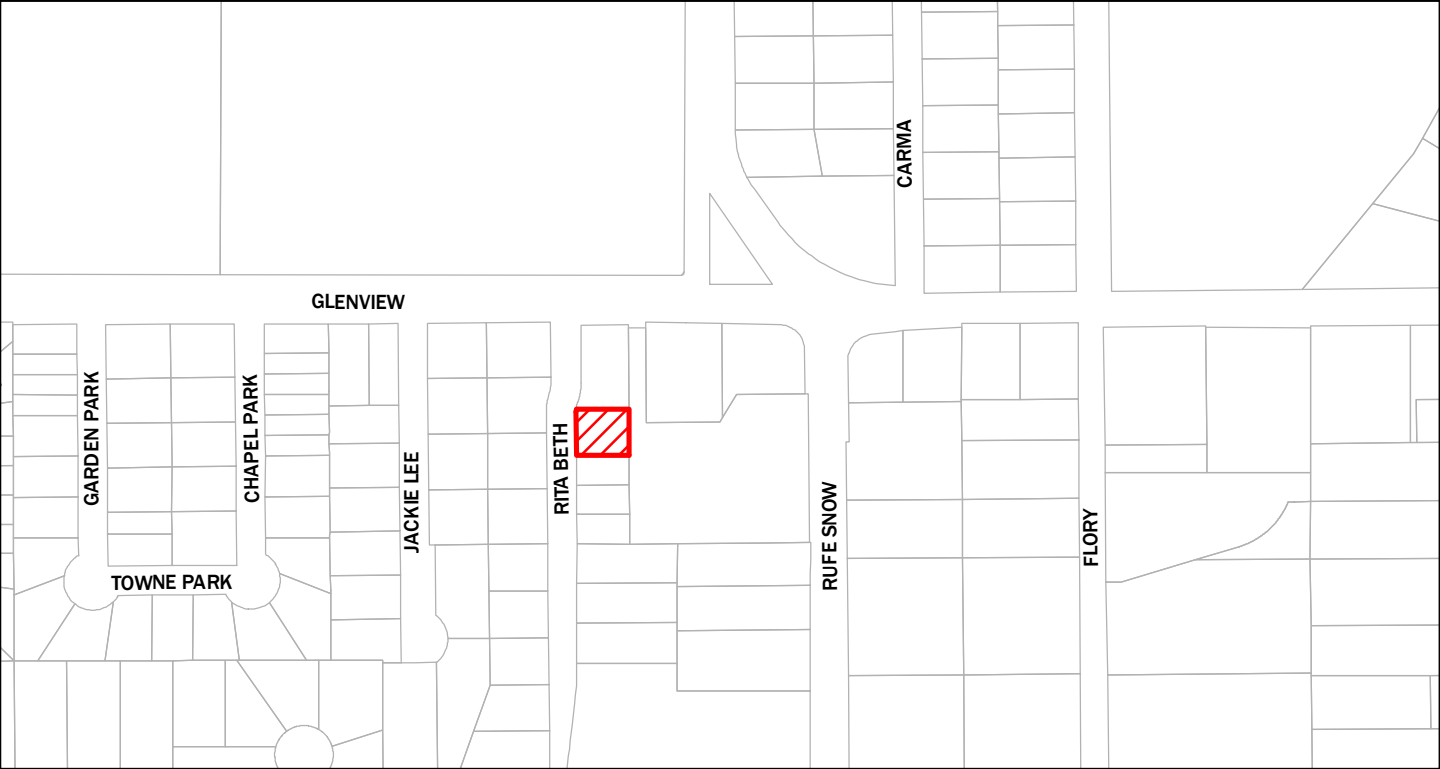 CARMA
GLENVIEW
GARDEN PARK
CHAPEL PARK
JACKIE LEE
RITA BETH
RUFE SNOW
FLORY
TOWNE PARK